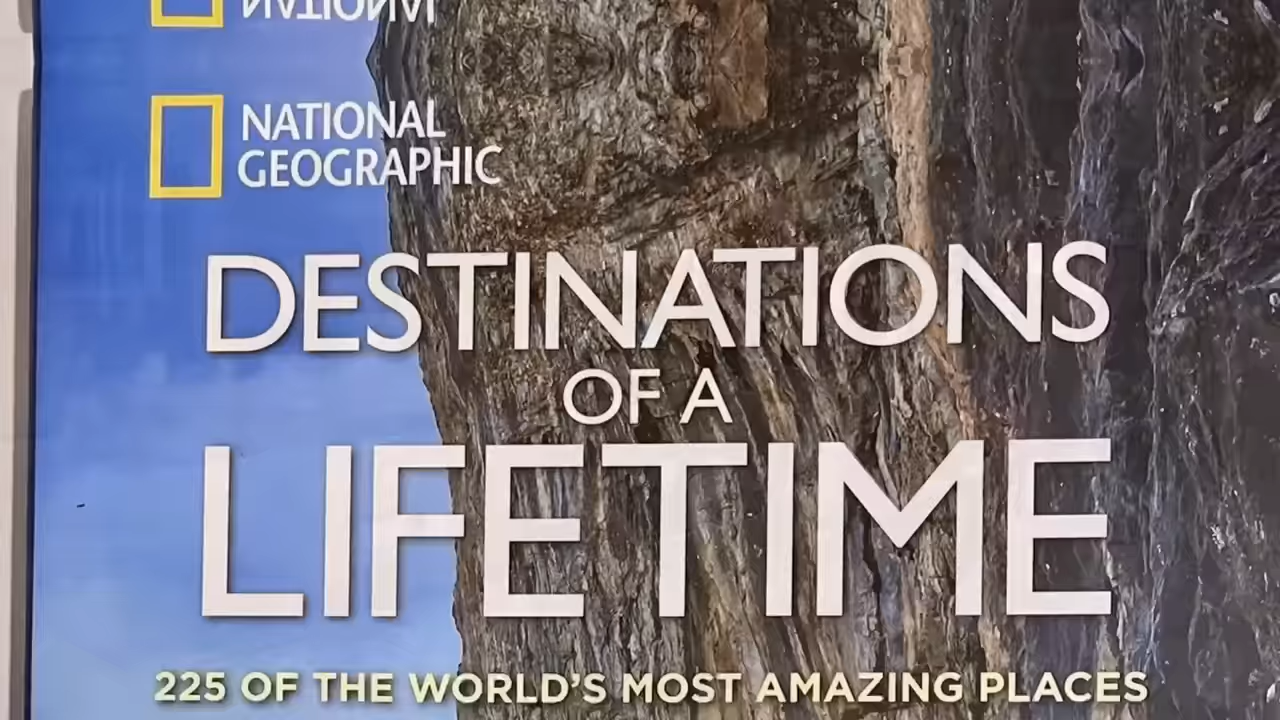 NATIONAL
GEOGRAPHIC
DESTINATIONS
OF A
LIFETIME
225 OF THE WORLD'S MOST AMAZING PLACES